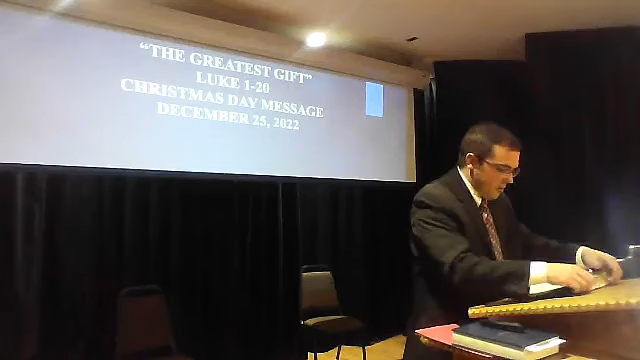 “THE GREATEST GIFT”
LUKE 1-20
CHRISTMAS DAY MESSAGE
DECEMBER 25, 2022